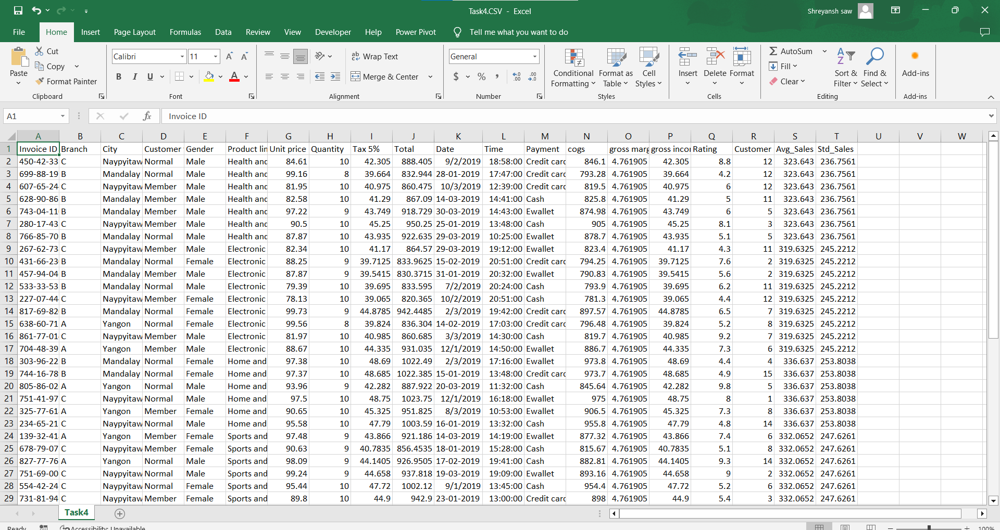 Task4.CSV - Excel
Shreyansh saw
File Home Insert Page Layout Formulas Data Review View Developer Help Power Pivot Tell me what you want to do
Paste
Cut
Copy
Format Painter
Clipboard
Calibri 11
B I U
Font
ab Wrap Text
Merge & Center
Alignment
General
$ % ,
Number
Conditional Formatting
Format as Table
Cell Styles
Styles
Insert Delete Format
Cells
AutoSum
Fill
Clear
Sort & Filter
Find & Select
Editing
Add-ins
Add-ins
A1 fx Invoice ID
A B C D E F G H I J K L M N O P Q R S T U V W
1 Invoice ID Branch City Customer Gender Product lin Unit price Quantity Tax 5% Total Date Time Payment cogs gross marg gross incor Rating Customer Avg_Sales Std_Sales
2 450-42-33 C Naypyitaw Normal Male Health and 84.61 10 42.305 888.405 9/2/2019 18:58:00 Credit card 846.1 4.761905 42.305 8.8 12 323.643 236.7561
3 699-88-19 B Mandalay Normal Male Health and 99.16 8 39.664 832.944 28-01-2019 17:47:00 Credit card 793.28 4.761905 39.664 4.2 12 323.643 236.7561
4 607-65-24 C Naypyitaw Member Male Health and 81.95 10 40.975 860.475 10/3/2019 12:39:00 Credit card 819.5 4.761905 40.975 6 12 323.643 236.7561
5 628-90-86 B Mandalay Member Male Health and 82.58 10 41.29 867.09 14-03-2019 14:41:00 Cash 825.8 4.761905 41.29 5 11 323.643 236.7561
6 743-04-11 B Mandalay Member Male Health and 97.22 9 43.749 918.729 30-03-2019 14:43:00 Ewallet 874.98 4.761905 43.749 6 5 323.643 236.7561
7 280-17-43 C Naypyitaw Member Male Health and 90.5 10 45.25 950.25 25-01-2019 13:48:00 Cash 905 4.761905 45.25 8.1 3 323.643 236.7561
8 766-85-70 B Mandalay Normal Male Health and 87.87 10 43.935 922.635 29-03-2019 10:25:00 Ewallet 878.7 4.761905 43.935 5.1 5 323.643 236.7561
9 267-62-73 C Naypyitaw Member Male Electronic 82.34 10 41.17 864.57 29-03-2019 19:12:00 Ewallet 823.4 4.761905 41.17 4.3 11 319.6325 245.2212
10 431-66-23 B Mandalay Normal Female Electronic 88.25 9 39.7125 833.9625 15-02-2019 20:51:00 Credit card 794.25 4.761905 39.7125 7.6 2 319.6325 245.2212
11 457-94-04 B Mandalay Member Male Electronic 87.87 9 39.5415 830.3715 31-01-2019 20:32:00 Ewallet 790.83 4.761905 39.5415 5.6 2 319.6325 245.2212
12 533-33-53 B Mandalay Normal Male Electronic 79.39 10 39.695 833.595 7/2/2019 20:24:00 Cash 793.9 4.761905 39.695 6.2 11 319.6325 245.2212
13 227-07-44 C Naypyitaw Member Female Electronic 78.13 10 39.065 820.365 10/2/2019 20:51:00 Cash 781.3 4.761905 39.065 4.4 12 319.6325 245.2212
14 817-69-82 B Mandalay Normal Female Electronic 99.73 9 44.8785 942.4485 2/3/2019 19:42:00 Credit card 897.57 4.761905 44.8785 6.5 7 319.6325 245.2212
15 638-60-71 A Yangon Normal Female Electronic 99.56 8 39.824 836.304 14-02-2019 17:03:00 Credit card 796.48 4.761905 39.824 5.2 8 319.6325 245.2212
16 861-77-01 C Naypyitaw Member Male Electronic 81.97 10 40.985 860.685 3/3/2019 14:30:00 Cash 819.7 4.761905 40.985 9.2 7 319.6325 245.2212
17 704-48-39 A Yangon Member Male Electronic 88.67 10 44.335 931.035 12/1/2019 14:50:00 Ewallet 886.7 4.761905 44.335 7.3 6 319.6325 245.2212
18 303-96-22 B Mandalay Normal Female Home and 97.38 10 48.69 1022.49 2/3/2019 17:16:00 Ewallet 973.8 4.761905 48.69 4.4 4 336.637 253.8038
19 744-16-78 B Mandalay Normal Female Home and 97.37 10 48.685 1022.385 15-01-2019 13:48:00 Credit card 973.7 4.761905 48.685 4.9 15 336.637 253.8038
20 805-86-02 A Yangon Normal Male Home and 93.96 9 42.282 887.922 20-03-2019 11:32:00 Cash 845.64 4.761905 42.282 9.8 5 336.637 253.8038
21 751-41-97 C Naypyitaw Normal Male Home and 97.5 10 48.75 1023.75 12/1/2019 16:18:00 Ewallet 975 4.761905 48.75 8 1 336.637 253.8038
22 325-77-61 A Yangon Member Female Home and 90.65 10 45.325 951.825 8/3/2019 10:53:00 Ewallet 906.5 4.761905 45.325 7.3 8 336.637 253.8038
23 234-65-21 C Naypyitaw Normal Male Home and 95.58 10 47.79 1003.59 16-01-2019 13:32:00 Cash 955.8 4.761905 47.79 4.8 14 336.637 253.8038
24 139-32-41 A Yangon Member Female Sports and 97.48 9 43.866 921.186 14-03-2019 14:19:00 Ewallet 877.32 4.761905 43.866 7.4 6 332.0652 247.6261
25 678-79-07 C Naypyitaw Member Female Sports and 90.63 9 40.7835 856.4535 18-01-2019 15:28:00 Cash 815.67 4.761905 40.7835 5.1 8 332.0652 247.6261
26 827-77-76 A Yangon Normal Male Sports and 98.09 9 44.1405 926.9505 17-02-2019 19:41:00 Cash 882.81 4.761905 44.1405 9.3 14 332.0652 247.6261
27 751-69-00 C Naypyitaw Normal Male Sports and 99.24 9 44.658 937.818 19-03-2019 19:09:00 Ewallet 893.16 4.761905 44.658 9 2 332.0652 247.6261
28 554-42-24 C Naypyitaw Normal Female Sports and 95.44 10 47.72 1002.12 9/1/2019 13:45:00 Cash 954.4 4.761905 47.72 5.2 6 332.0652 247.6261
29 731-81-94 C Naypyitaw Member Female Sports and 89.8 10 44.9 942.9 23-01-2019 13:00:00 Credit card 898 4.761905 44.9 5.4 3 332.0652 247.6261
Task4
Ready Accessibility: Unavailable 100%